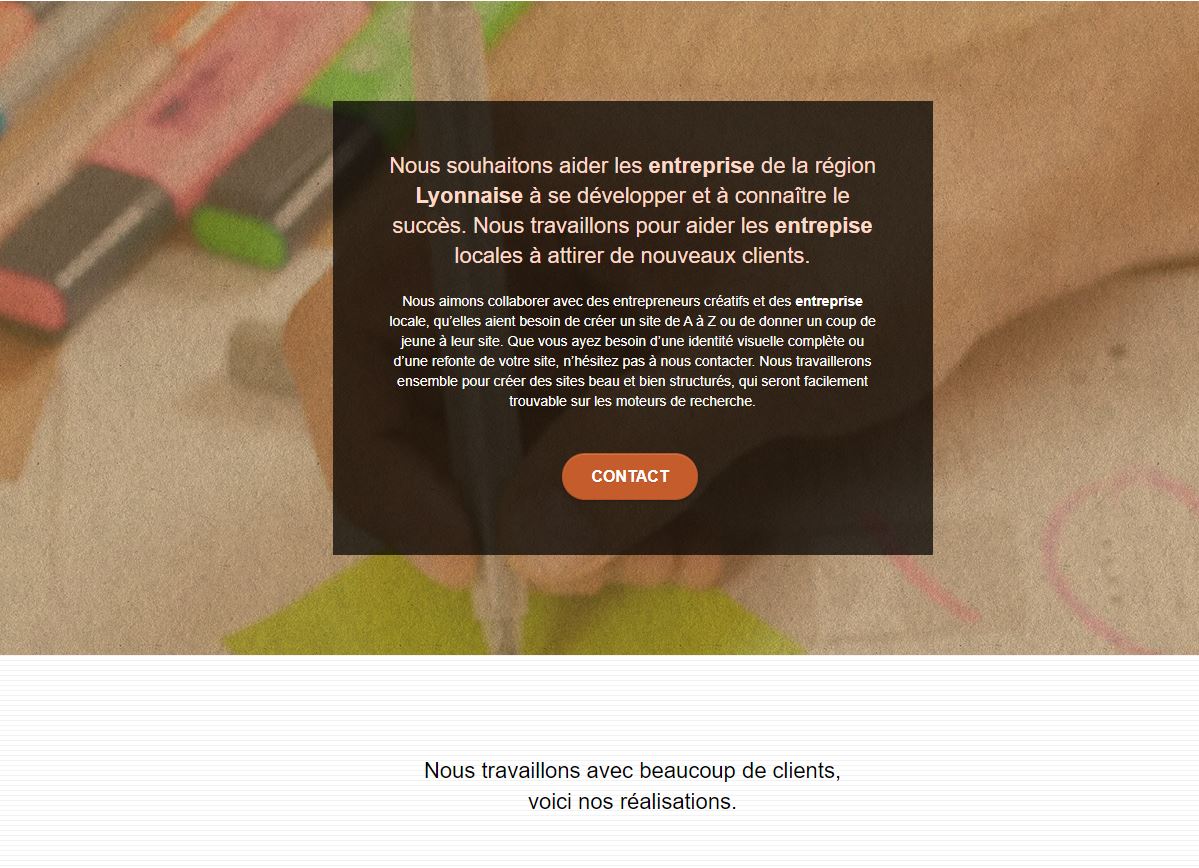 Nous souhaitons aider les entreprise de la région
Lyonnaise à se développer et à connaître le
succès. Nous travaillons pour aider les entrepise
locales à attirer de nouveaux clients.
Nous aimons collaborer avec des entrepreneurs créatifs et des entreprise
locale, qu’elles aient besoin de créer un site de A à Z ou de donner un coup de
jeune à leur site. Que vous ayez besoin d’une identité visuelle complète ou
d’une refonte de votre site, n’hésitez pas à nous contacter. Nous travaillerons
ensemble pour créer des sites beau et bien structurés, qui seront facilement
trouvable sur les moteurs de recherche.
CONTACT
Nous travaillons avec beaucoup de clients,
voici nos réalisations.